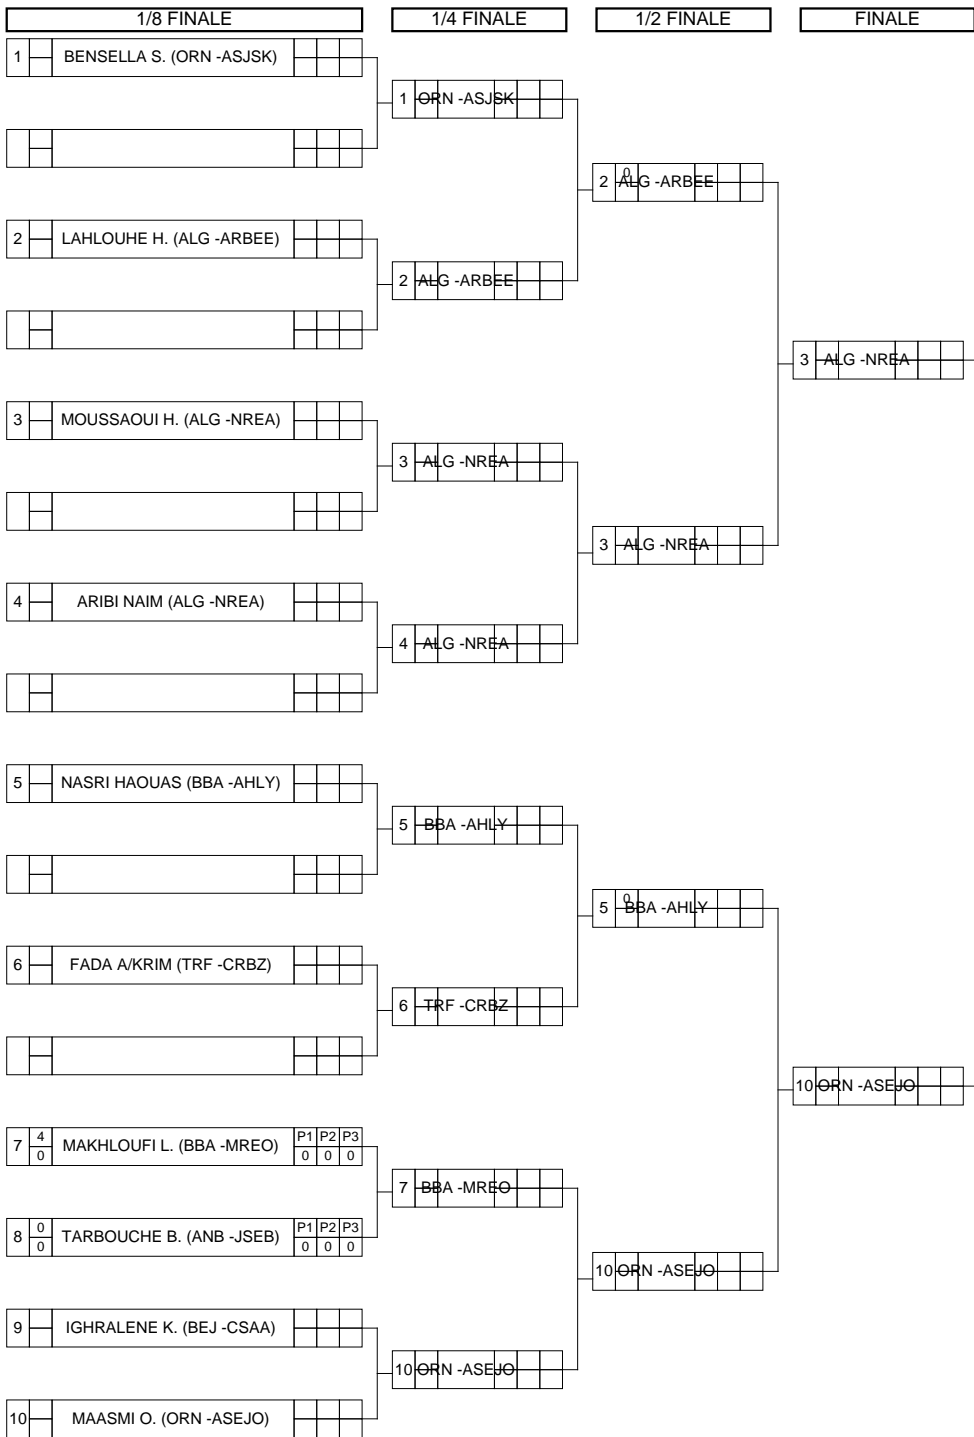 1/8 FINALE 1/4 FINALE 1/2 FINALE FINALE
1 BENSELLA S. (ORN -ASJSK)
1 ORN -ASJSK
0
2 ALG -ARBEE
2 LAHLOUHE H. (ALG -ARBEE)
2 ALG -ARBEE
3 ALG -NREA
3 MOUSSAOUI H. (ALG -NREA)
3 ALG -NREA
3 ALG -NREA
4 ARIBI NAIM (ALG -NREA)
4 ALG -NREA
5 NASRI HAOUAS (BBA -AHLY)
5 BBA -AHLY
0
5 BBA -AHLY
6 FADA A/KRIM (TRF -CRBZ)
6 TRF -CRBZ
10 ORN -ASEJO
4 P1 P2 P3
7 MAKHLOUFI L. (BBA -MREO)
0 0 0 0
7 BBA -MREO
0 P1 P2 P3
8 TARBOUCHE B. (ANB -JSEB)
0 0 0 0
10 ORN -ASEJO
9 IGHRALENE K. (BEJ -CSAA)
10 ORN -ASEJO
10 MAASMI O. (ORN -ASEJO)